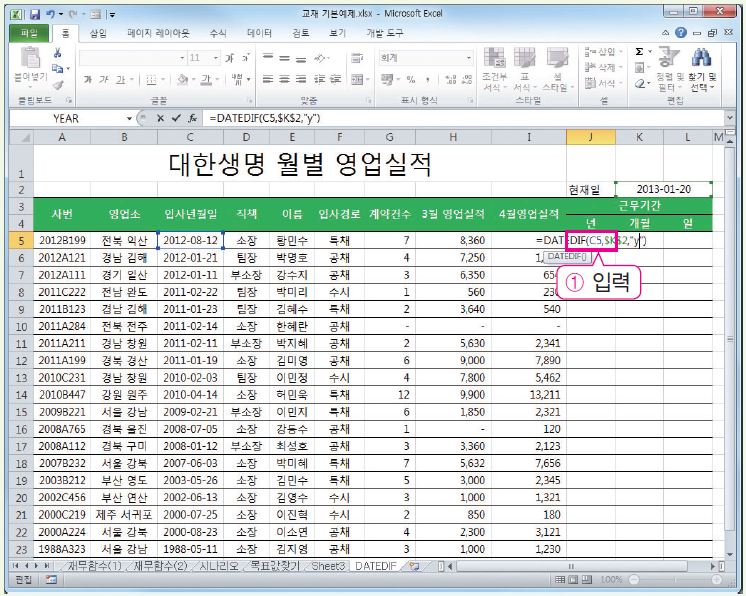 교재 기본예제.xlsx - Microsoft Excel
파일 홈 삽입 페이지 레이아웃 수식 데이터 검토 보기 개발 도구
붙여넣기 11 가 가 가 회계 조건부 서식 표 서식 셀 스타일 삽입 삭제 서식 정렬 및 필터 찾기 및 선택
클립보드 글꼴 맞춤 표시 형식 스타일 셀 편집
YEAR =DATEDIF(C5,$K$2,"y")
A B C D E F G H I J K L M
1 대한생명 월별 영업실적
2 현재일 2013-01-20
3 사번 영업소 입사년월일 직책 이름 입사경로 계약건수 3월 영업실적 4월영업실적 근무기간
4 년 개월 일
5 2012B199 전북 익산 2012-08-12 소장 황민수 특채 7 8,360 =DATEDIF(C5,$K$2,"y")
DATEDIF()
6 2012A121 경남 김해 2012-01-21 팀장 박명호 공채 4 7,250
7 2012A111 경기 일산 2012-01-11 부소장 강수지 공채 3 6,350
① 입력
8 2011C222 전남 완도 2011-02-22 팀장 박미리 수시 1 560
9 2011B123 경남 김해 2011-01-23 팀장 김혜수 특채 2 3,640 540
10 2011A284 전북 전주 2011-02-14 소장 한혜란 공채 - - -
11 2011A211 경남 창원 2011-02-11 부소장 박지혜 공채 2 5,630 2,341
12 2011A199 경북 경산 2011-01-19 소장 김미영 공채 6 9,000 7,890
13 2010C231 경남 창원 2010-02-03 팀장 이민정 수시 4 7,800 5,462
14 2010B447 강원 원주 2010-04-14 소장 허민욱 특채 12 9,900 13,211
15 2009B221 서울 강남 2009-02-21 부소장 이민지 특채 6 1,850 2,321
16 2008A765 경북 울진 2008-07-05 소장 강동수 공채 1 - 120
17 2008A112 경북 구미 2008-01-12 부소장 최성호 공채 3 3,360 2,123
18 2007B232 서울 강북 2007-06-03 소장 박미혜 특채 7 5,632 7,656
19 2003B212 부산 영도 2003-05-26 소장 김민수 특채 5 3,000 2,345
20 2002C456 부산 연산 2002-06-13 소장 김영수 수시 3 1,000 1,321
21 2000C219 제주 서귀포 2000-07-25 소장 이진혁 수시 2 850 180
22 2000A224 서울 강북 2000-08-23 소장 이소연 공채 4 2,300 3,121
23 1988A323 서울 강남 1988-05-11 소장 김지영 공채 3 1,000 1,230
재무함수(1) 재무함수(2) 시나리오 목표값찾기 Sheet3 DATEDIF
편집 100%